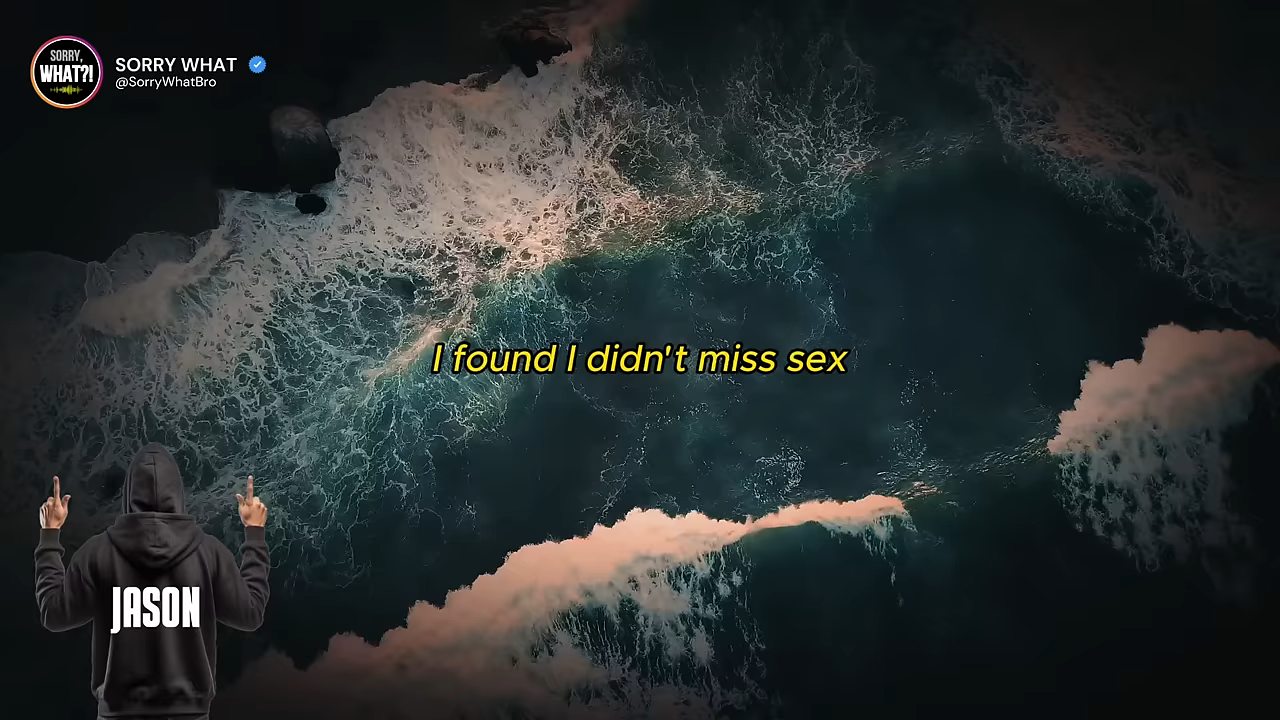 SORRY,
WHAT?!
SORRY WHAT
@SorryWhatBro
I found I didn't miss sex
JASON